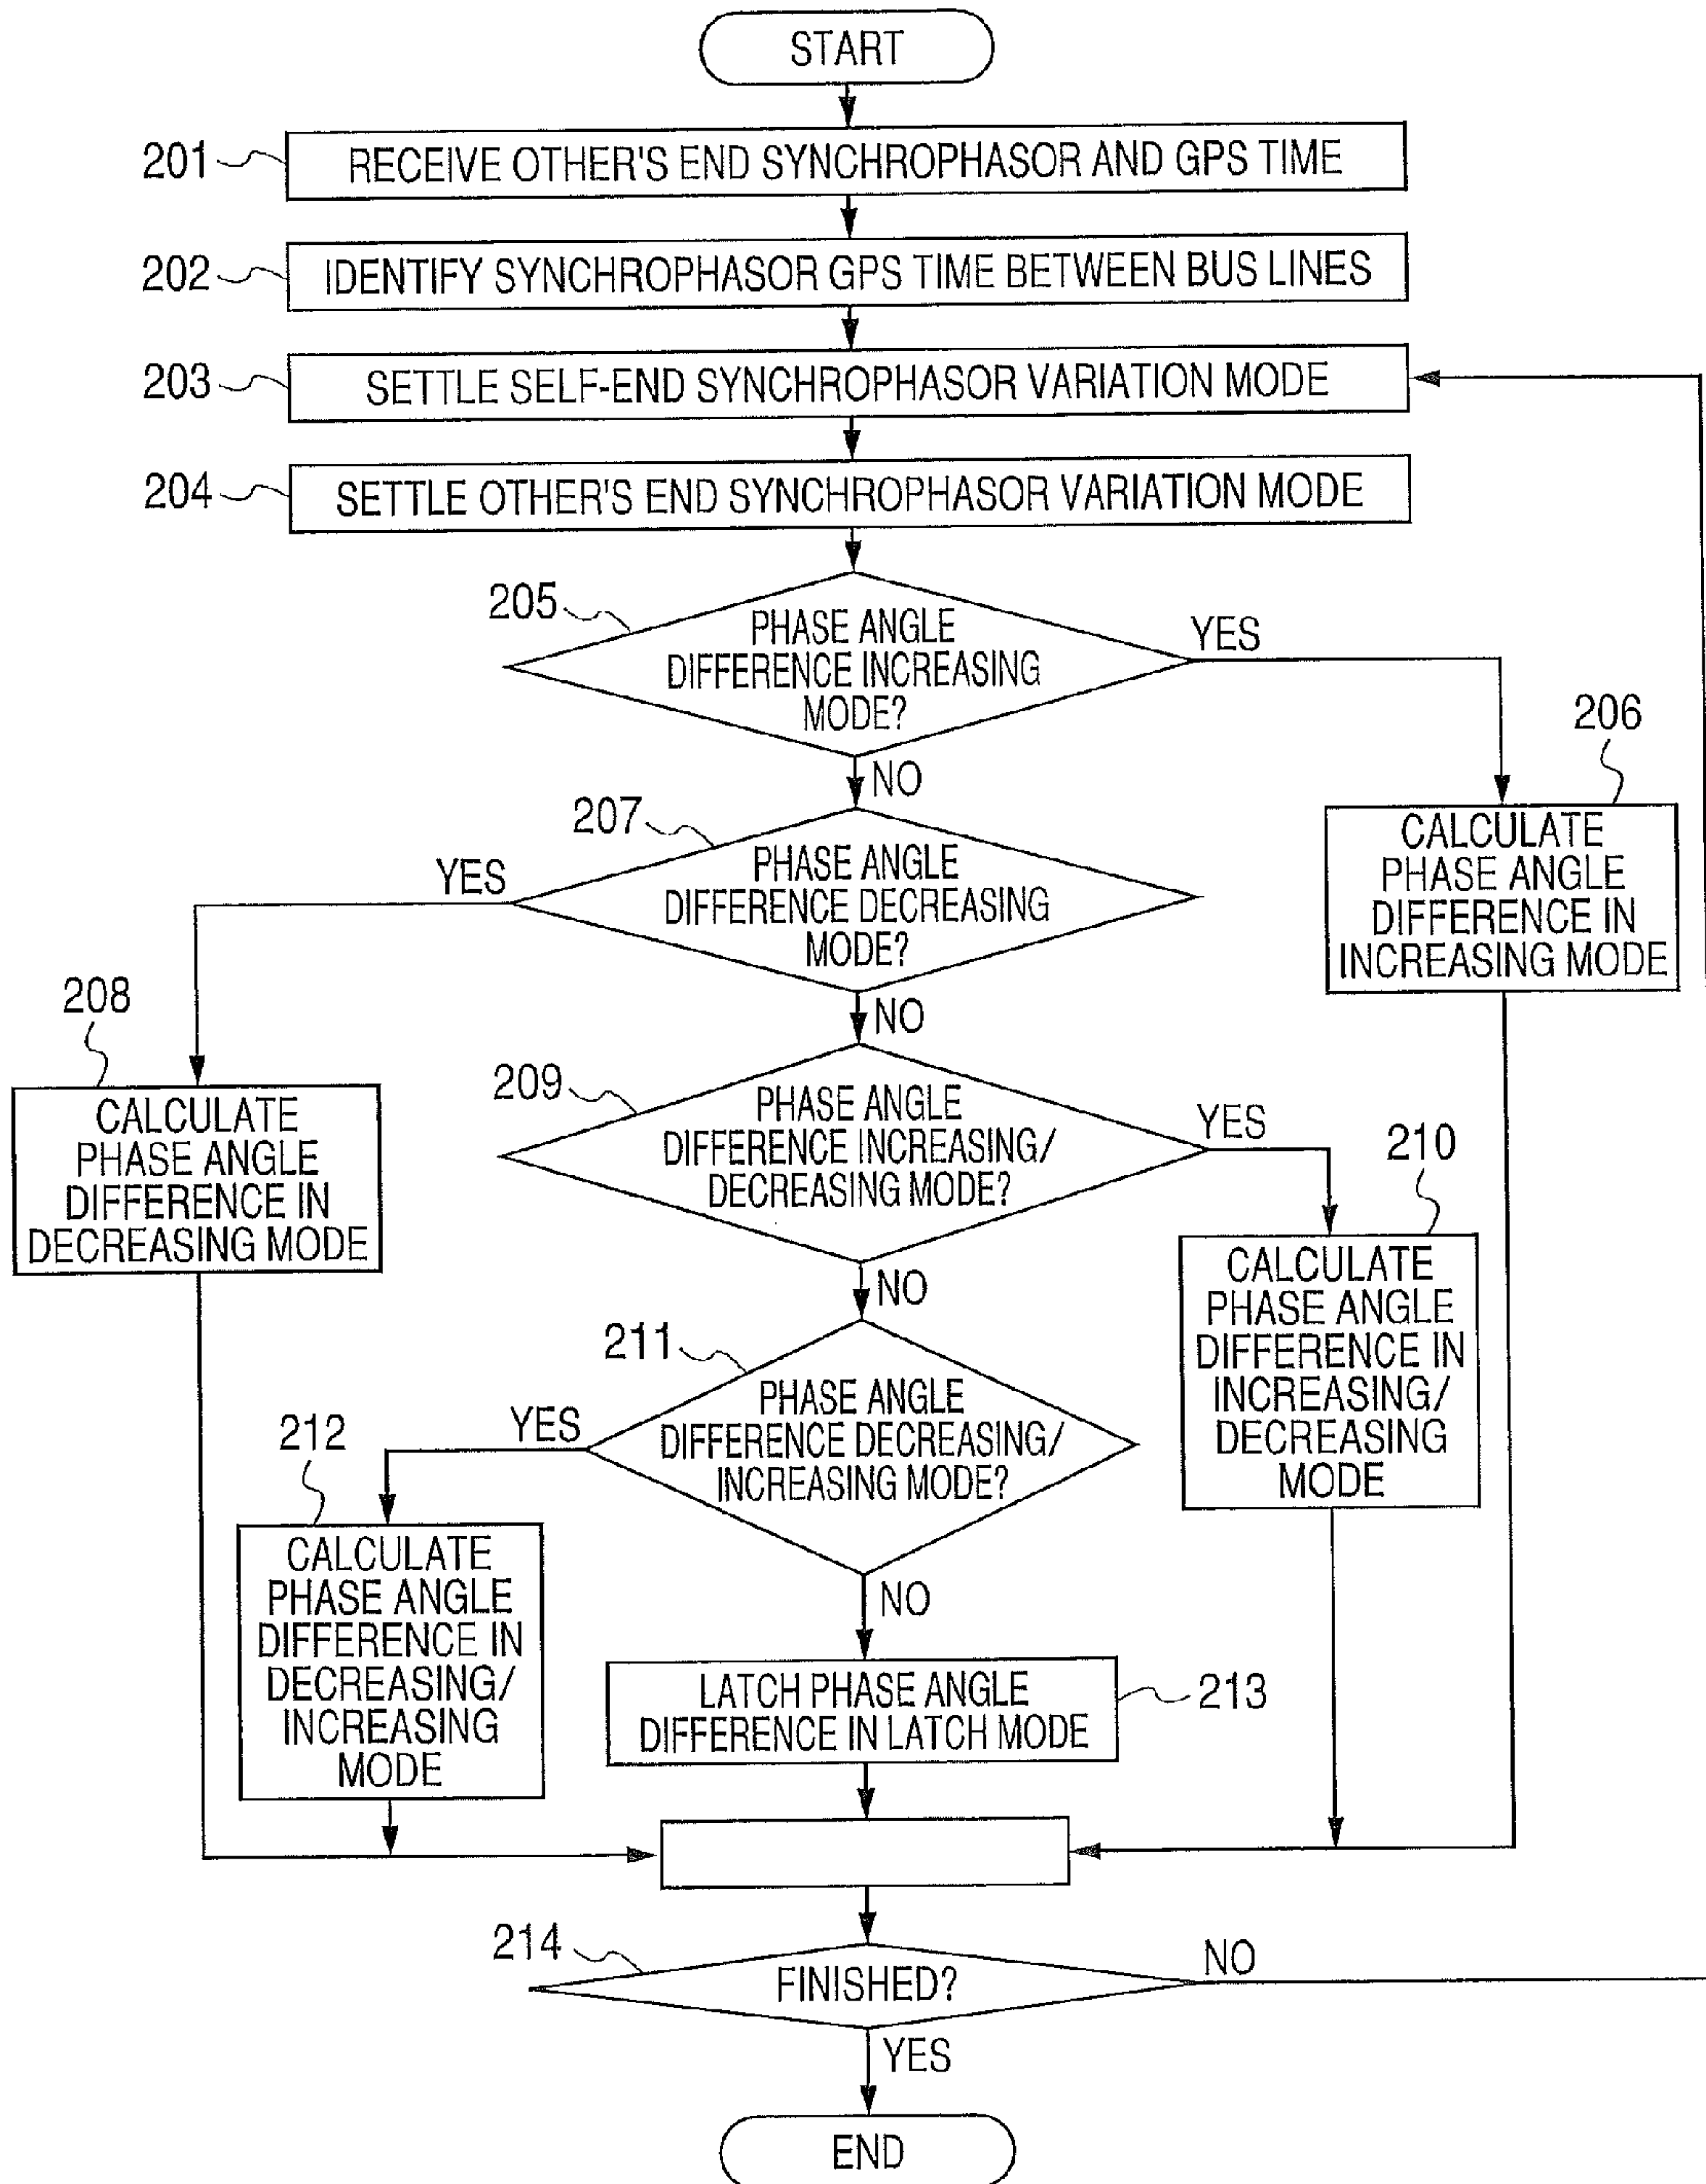 START
201
RECEIVE OTHER'S END SYNCHROPHASOR AND GPS TIME
202
IDENTIFY SYNCHROPHASOR GPS TIME BETWEEN BUS LINES
203
SETTLE SELF-END SYNCHROPHASOR VARIATION MODE
204
SETTLE OTHER'S END SYNCHROPHASOR VARIATION MODE
205
PHASE ANGLE
DIFFERENCE INCREASING
MODE?
YES
NO
206
CALCULATE
PHASE ANGLE
DIFFERENCE IN
INCREASING MODE
207
PHASE ANGLE
DIFFERENCE DECREASING
MODE?
YES
NO
208
CALCULATE
PHASE ANGLE
DIFFERENCE IN
DECREASING MODE
209
PHASE ANGLE
DIFFERENCE INCREASING/
DECREASING MODE?
YES
NO
210
CALCULATE
PHASE ANGLE
DIFFERENCE IN
INCREASING/
DECREASING
MODE
211
PHASE ANGLE
DIFFERENCE DECREASING/
INCREASING MODE?
YES
NO
212
CALCULATE
PHASE ANGLE
DIFFERENCE IN
DECREASING/
INCREASING
MODE
LATCH PHASE ANGLE
DIFFERENCE IN LATCH MODE
213
214
FINISHED?
NO
YES
END